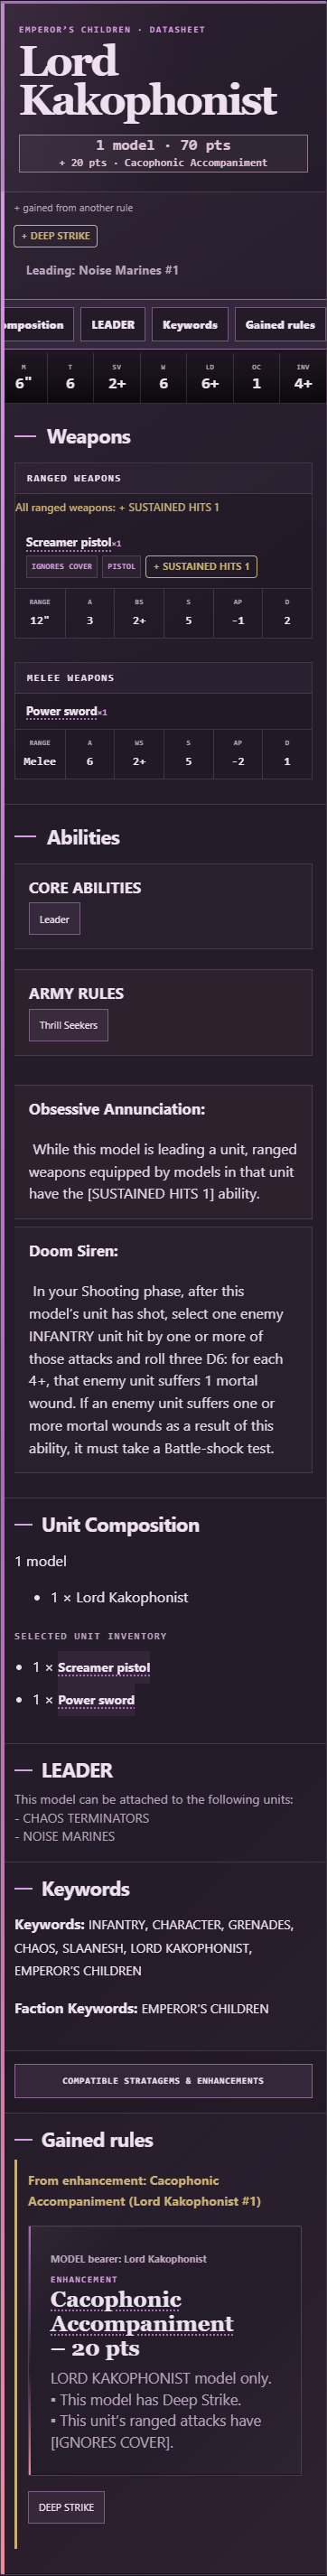 EMPEROR'S CHILDREN · DATASHEET
Lord
Kakophonist
1 model · 70 pts
+ 20 pts · Cacophonic Accompaniment
+ gained from another rule
+ DEEP STRIKE
Leading: Noise Marines #1
omposition LEADER Keywords Gained rules
M T SV W LD OC INV
6" 6 2+ 6 6+ 1 4+
— Weapons
RANGED WEAPONS
All ranged weapons: + SUSTAINED HITS 1
Screamer pistol×1
IGNORES COVER PISTOL + SUSTAINED HITS 1
RANGE A BS S AP D
12" 3 2+ 5 -1 2
MELEE WEAPONS
Power sword×1
RANGE A WS S AP D
Melee 6 2+ 5 -2 1
— Abilities
CORE ABILITIES
Leader
ARMY RULES
Thrill Seekers
Obsessive Annunciation:
While this model is leading a unit, ranged
weapons equipped by models in that unit
have the [SUSTAINED HITS 1] ability.
Doom Siren:
In your Shooting phase, after this
model's unit has shot, select one enemy
INFANTRY unit hit by one or more of
those attacks and roll three D6: for each
4+, that enemy unit suffers 1 mortal
wound. If an enemy unit suffers one or
more mortal wounds as a result of this
ability, it must take a Battle-shock test.
— Unit Composition
1 model
• 1 × Lord Kakophonist
SELECTED UNIT INVENTORY
• 1 × Screamer pistol
• 1 × Power sword
— LEADER
This model can be attached to the following units:
- CHAOS TERMINATORS
- NOISE MARINES
— Keywords
Keywords: INFANTRY, CHARACTER, GRENADES,
CHAOS, SLAANESH, LORD KAKOPHONIST,
EMPEROR'S CHILDREN
Faction Keywords: EMPEROR'S CHILDREN
COMPATIBLE STRATAGEMS & ENHANCEMENTS
— Gained rules
From enhancement: Cacophonic
Accompaniment (Lord Kakophonist #1)
MODEL bearer: Lord Kakophonist
ENHANCEMENT
Cacophonic
Accompaniment
– 20 pts
LORD KAKOPHONIST model only.
▪ This model has Deep Strike.
▪ This unit's ranged attacks have
[IGNORES COVER].
DEEP STRIKE